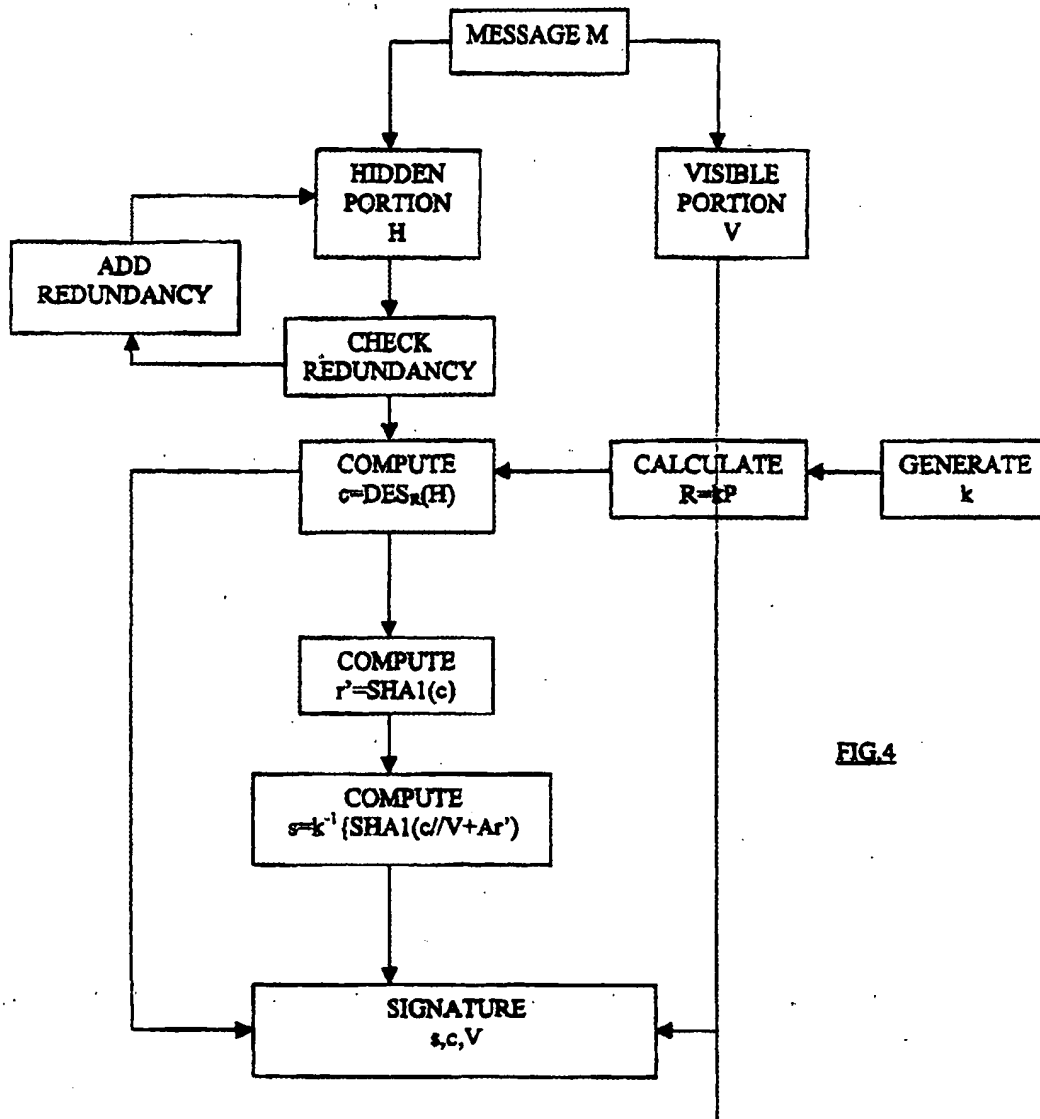 MESSAGE M
HIDDEN
PORTION
H
VISIBLE
PORTION
V
ADD
REDUNDANCY
CHECK
REDUNDANCY
COMPUTE
c=DES_R(H)
CALCULATE
R=kP
GENERATE
k
COMPUTE
r'=SHA1(c)
COMPUTE
s=k⁻¹{SHA1(c//V+Ar')
SIGNATURE
s,c,V
FIG.4